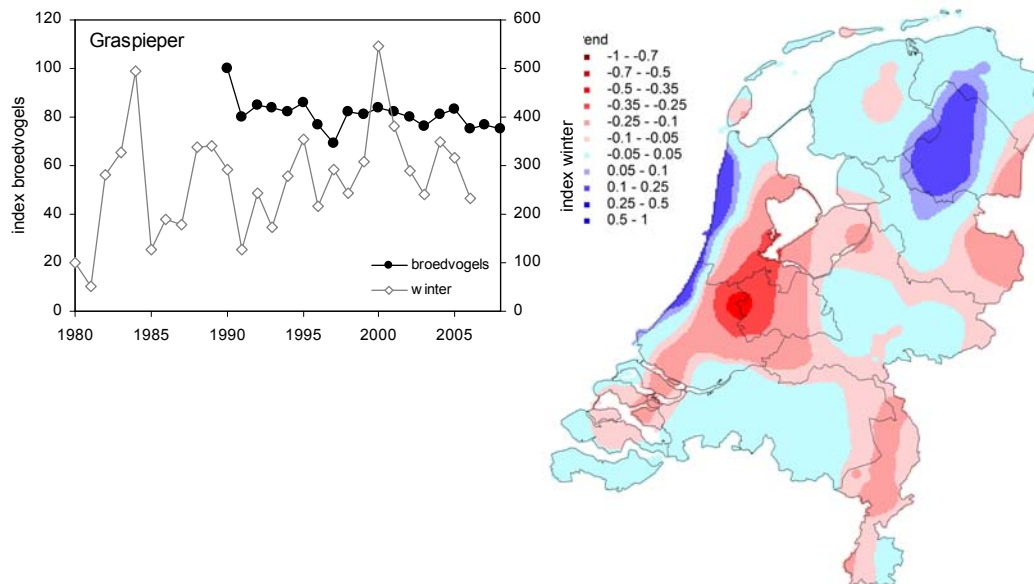 Graspieper
index broedvogels
120
100
80
60
40
20
0
1980
1985
1990
1995
2000
2005
600
500
400
300
200
100
0
index winter
broedvogels
winter
rend
-1 - -0.7
-0.7 - -0.5
-0.5 - -0.35
-0.35 - -0.25
-0.25 - -0.1
-0.1 - -0.05
-0.05 - 0.05
0.05 - 0.1
0.1 - 0.25
0.25 - 0.5
0.5 - 1